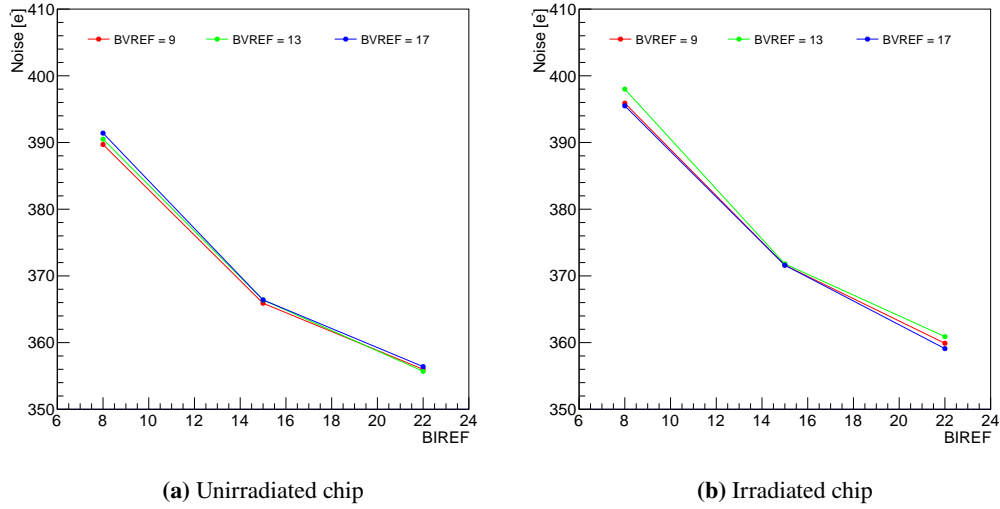 Noise [e⁻]
410
400
390
380
370
360
350
BVREF = 9 BVREF = 13 BVREF = 17
6 8 10 12 14 16 18 20 22 24
BIREF
(a) Unirradiated chip
Noise [e⁻]
410
400
390
380
370
360
350
BVREF = 9 BVREF = 13 BVREF = 17
6 8 10 12 14 16 18 20 22 24
BIREF
(b) Irradiated chip